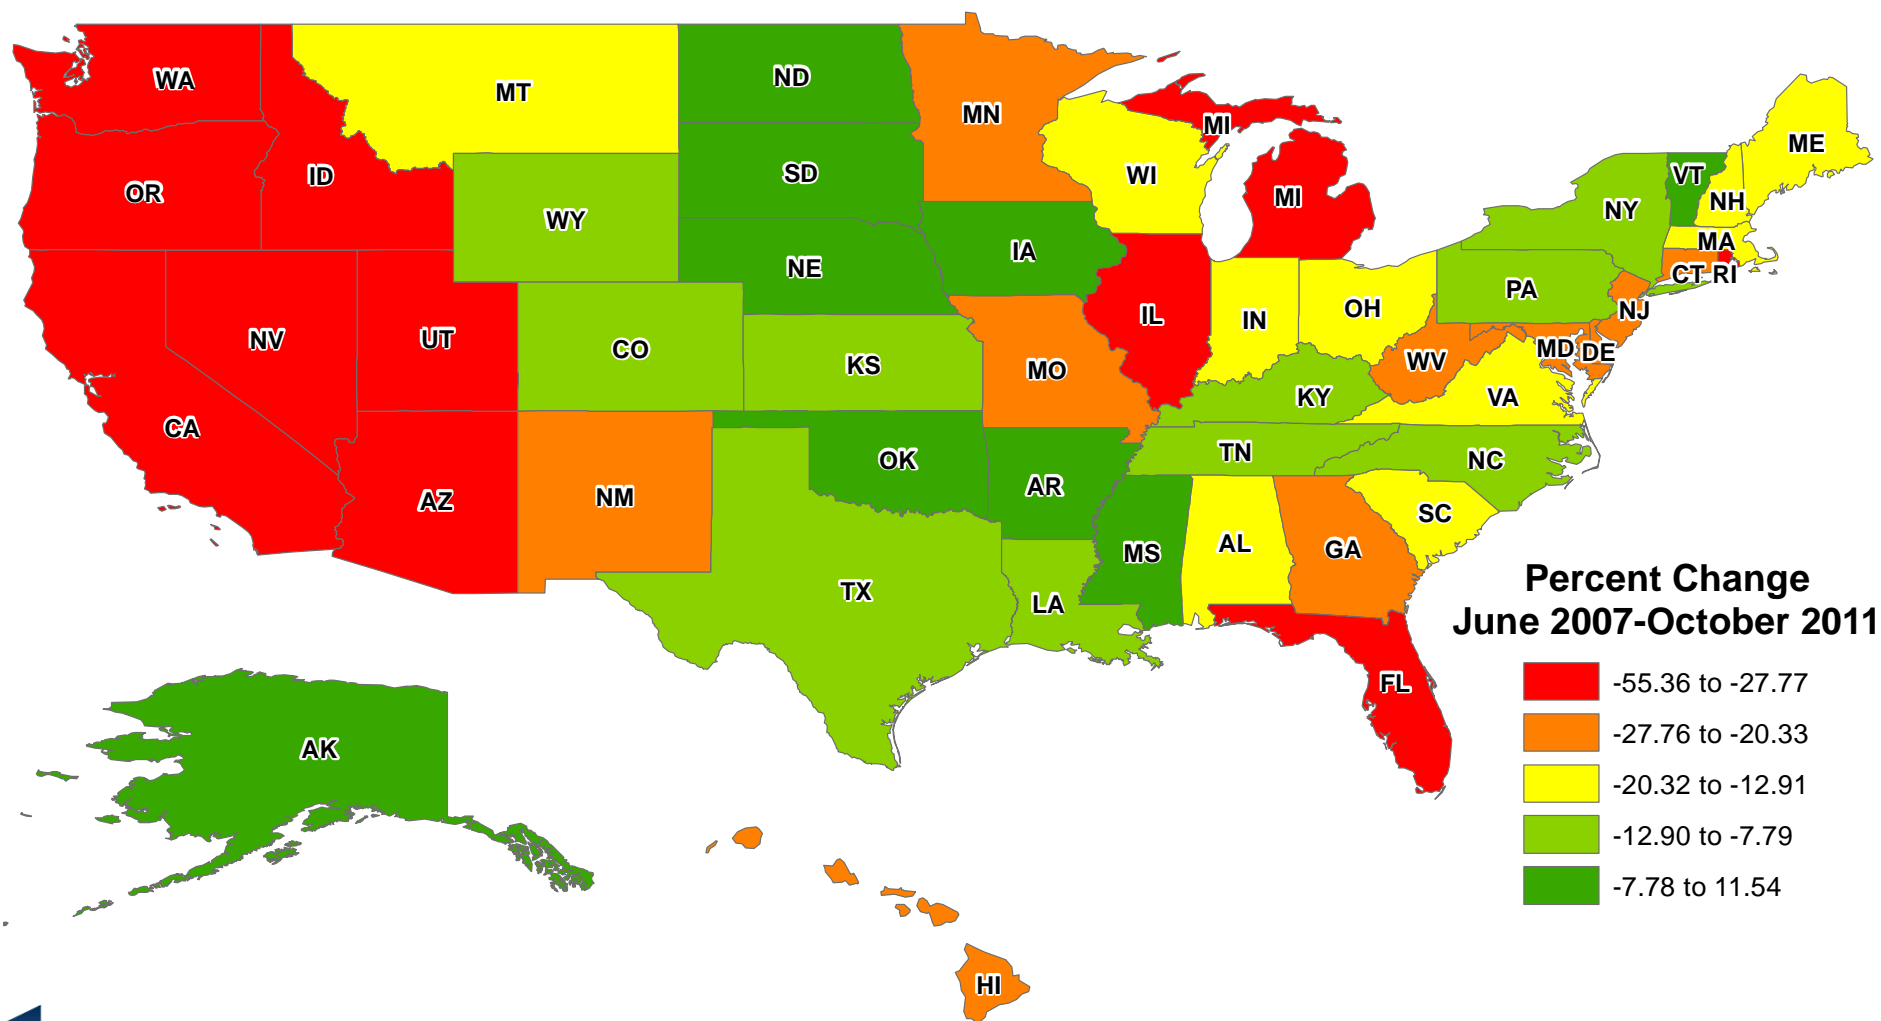 WA
MT
ND
MN
MI
ME
OR
ID
SD
WI
MI
VT
NH
NY
WY
MA
NE
IA
CT RI
PA
NV
UT
CO
KS
MO
IL
IN
OH
NJ
WV
MD
DE
KY
VA
CA
AZ
NM
OK
AR
TN
NC
SC
MS
AL
GA
TX
LA
FL
AK
HI
Percent Change
June 2007-October 2011
-55.36 to -27.77
-27.76 to -20.33
-20.32 to -12.91
-12.90 to -7.79
-7.78 to 11.54